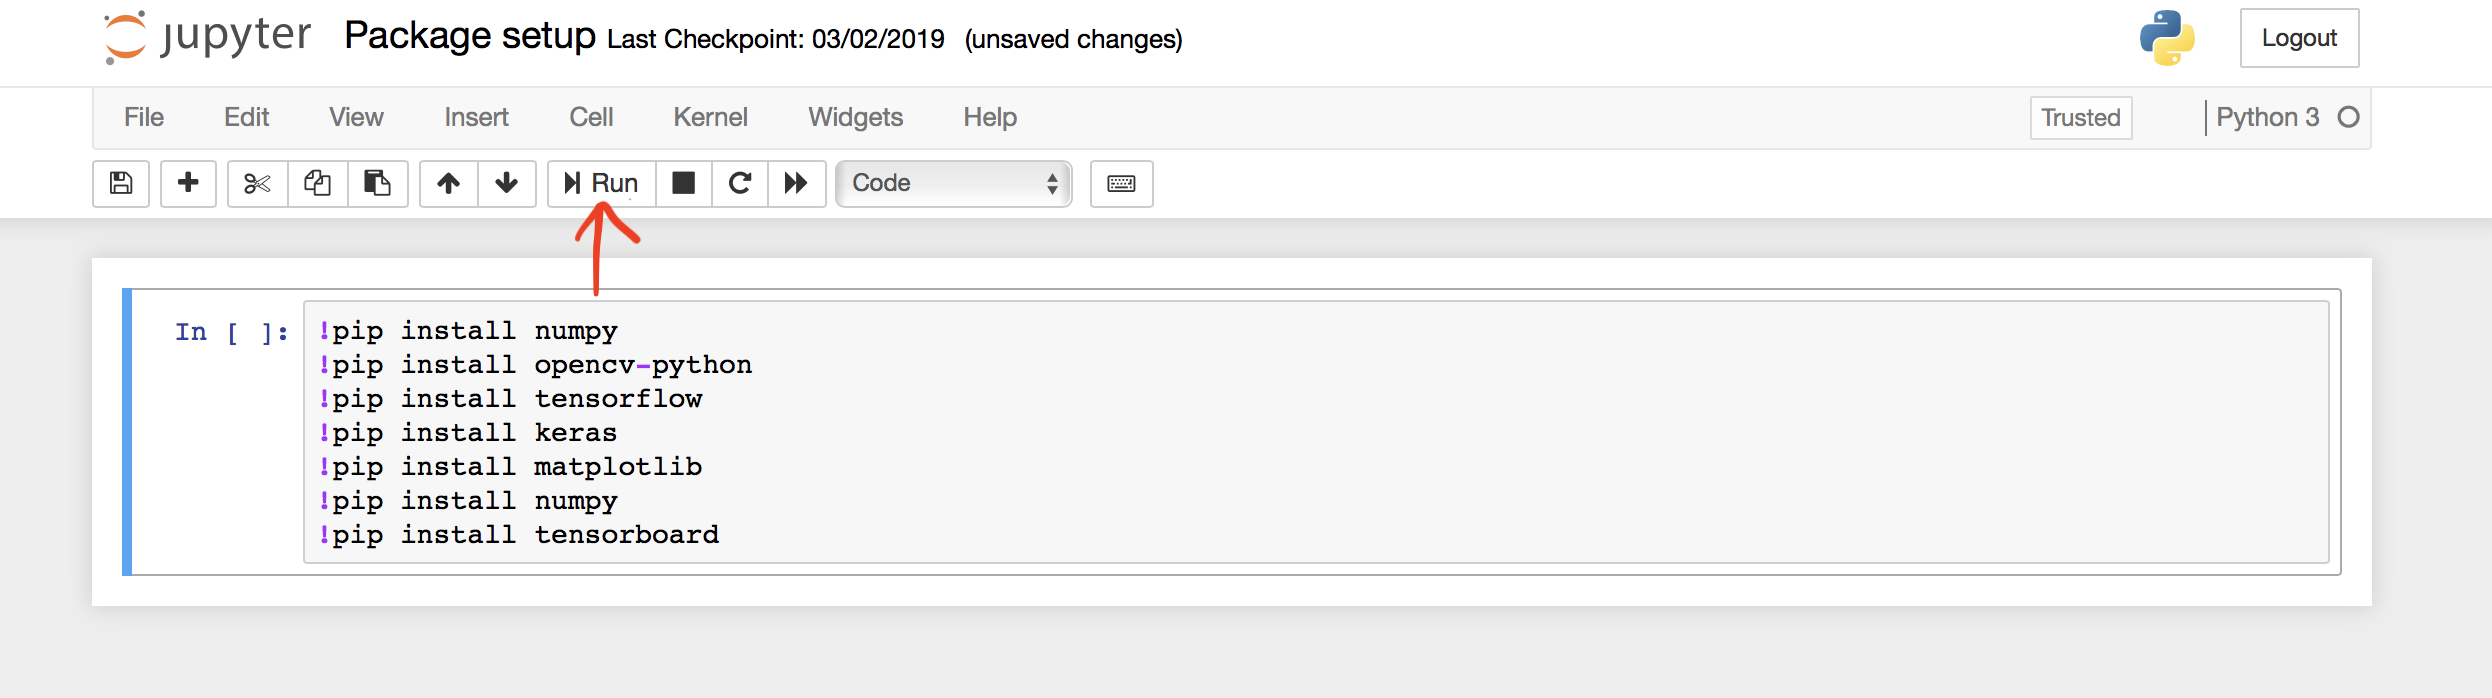 jupyter Package setup Last Checkpoint: 03/02/2019 (unsaved changes) Logout
File Edit View Insert Cell Kernel Widgets Help Trusted Python 3
Run Code
In [ ]: !pip install numpy
!pip install opencv-python
!pip install tensorflow
!pip install keras
!pip install matplotlib
!pip install numpy
!pip install tensorboard